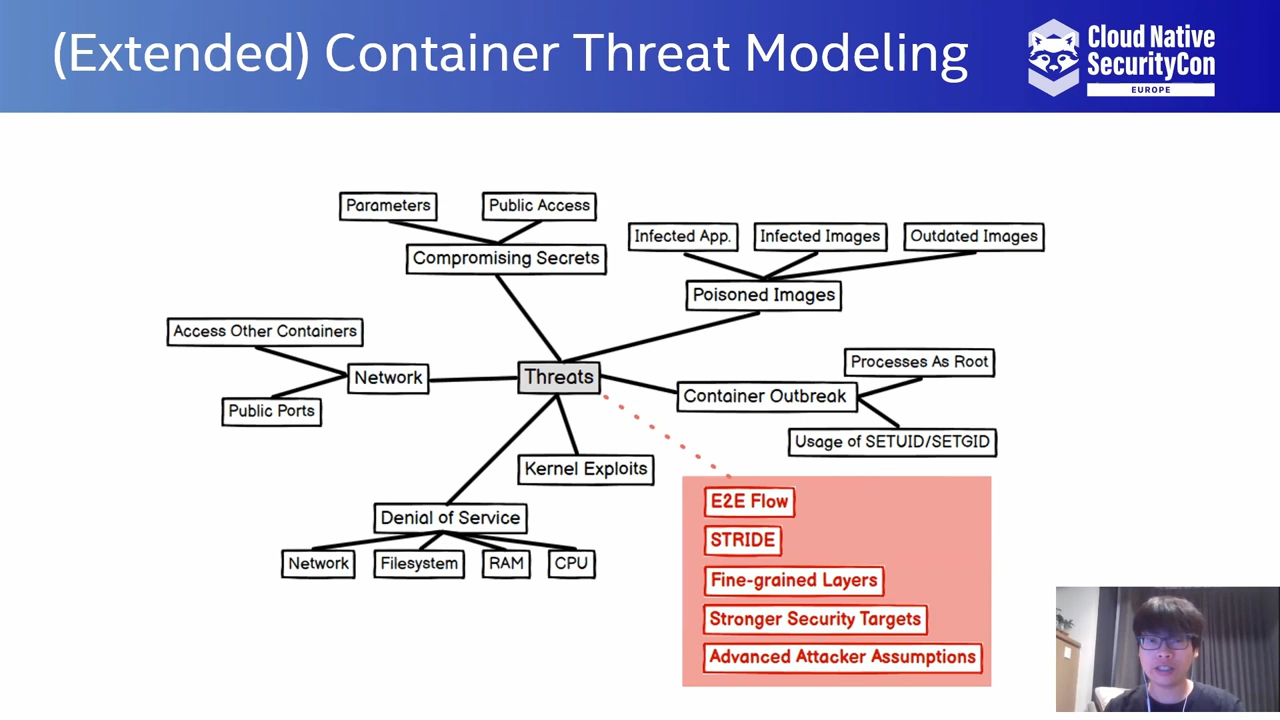 (Extended) Container Threat Modeling
Cloud Native
SecurityCon
EUROPE
Parameters
Public Access
Compromising Secrets
Infected App.
Infected Images
Outdated Images
Poisoned Images
Access Other Containers
Network
Public Ports
Threats
Processes As Root
Container Outbreak
Usage of SETUID/SETGID
Kernel Exploits
Denial of Service
Network
Filesystem
RAM
CPU
E2E Flow
STRIDE
Fine-grained Layers
Stronger Security Targets
Advanced Attacker Assumptions